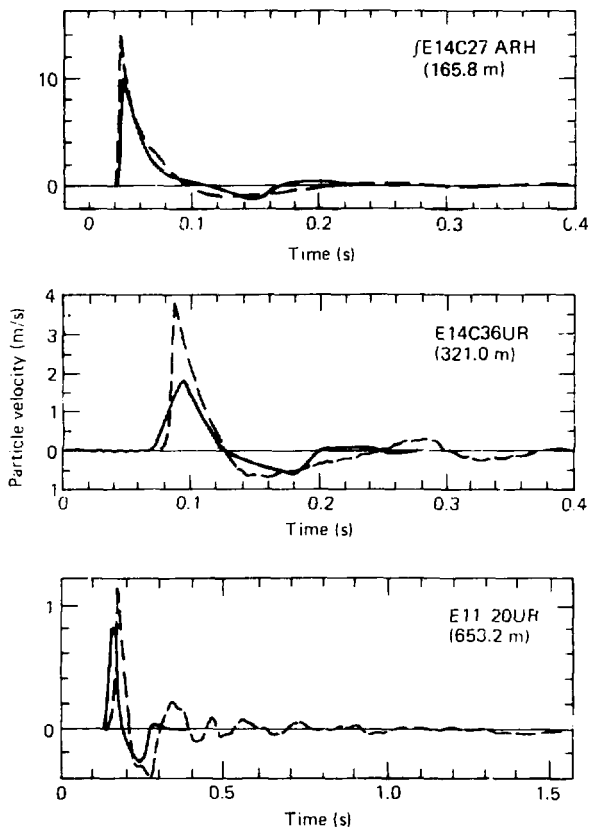 ∫E14C27 ARH
(165.8 m)
10
0
0 0.1 0.2 0.3 0.4
Time (s)
Particle velocity (m/s)
4
3
2
1
0
1
E14C36UR
(321.0 m)
0 0.1 0.2 0.3 0.4
Time (s)
1
0
E11 20UR
(653.2 m)
0 0.5 1.0 1.5
Time (s)